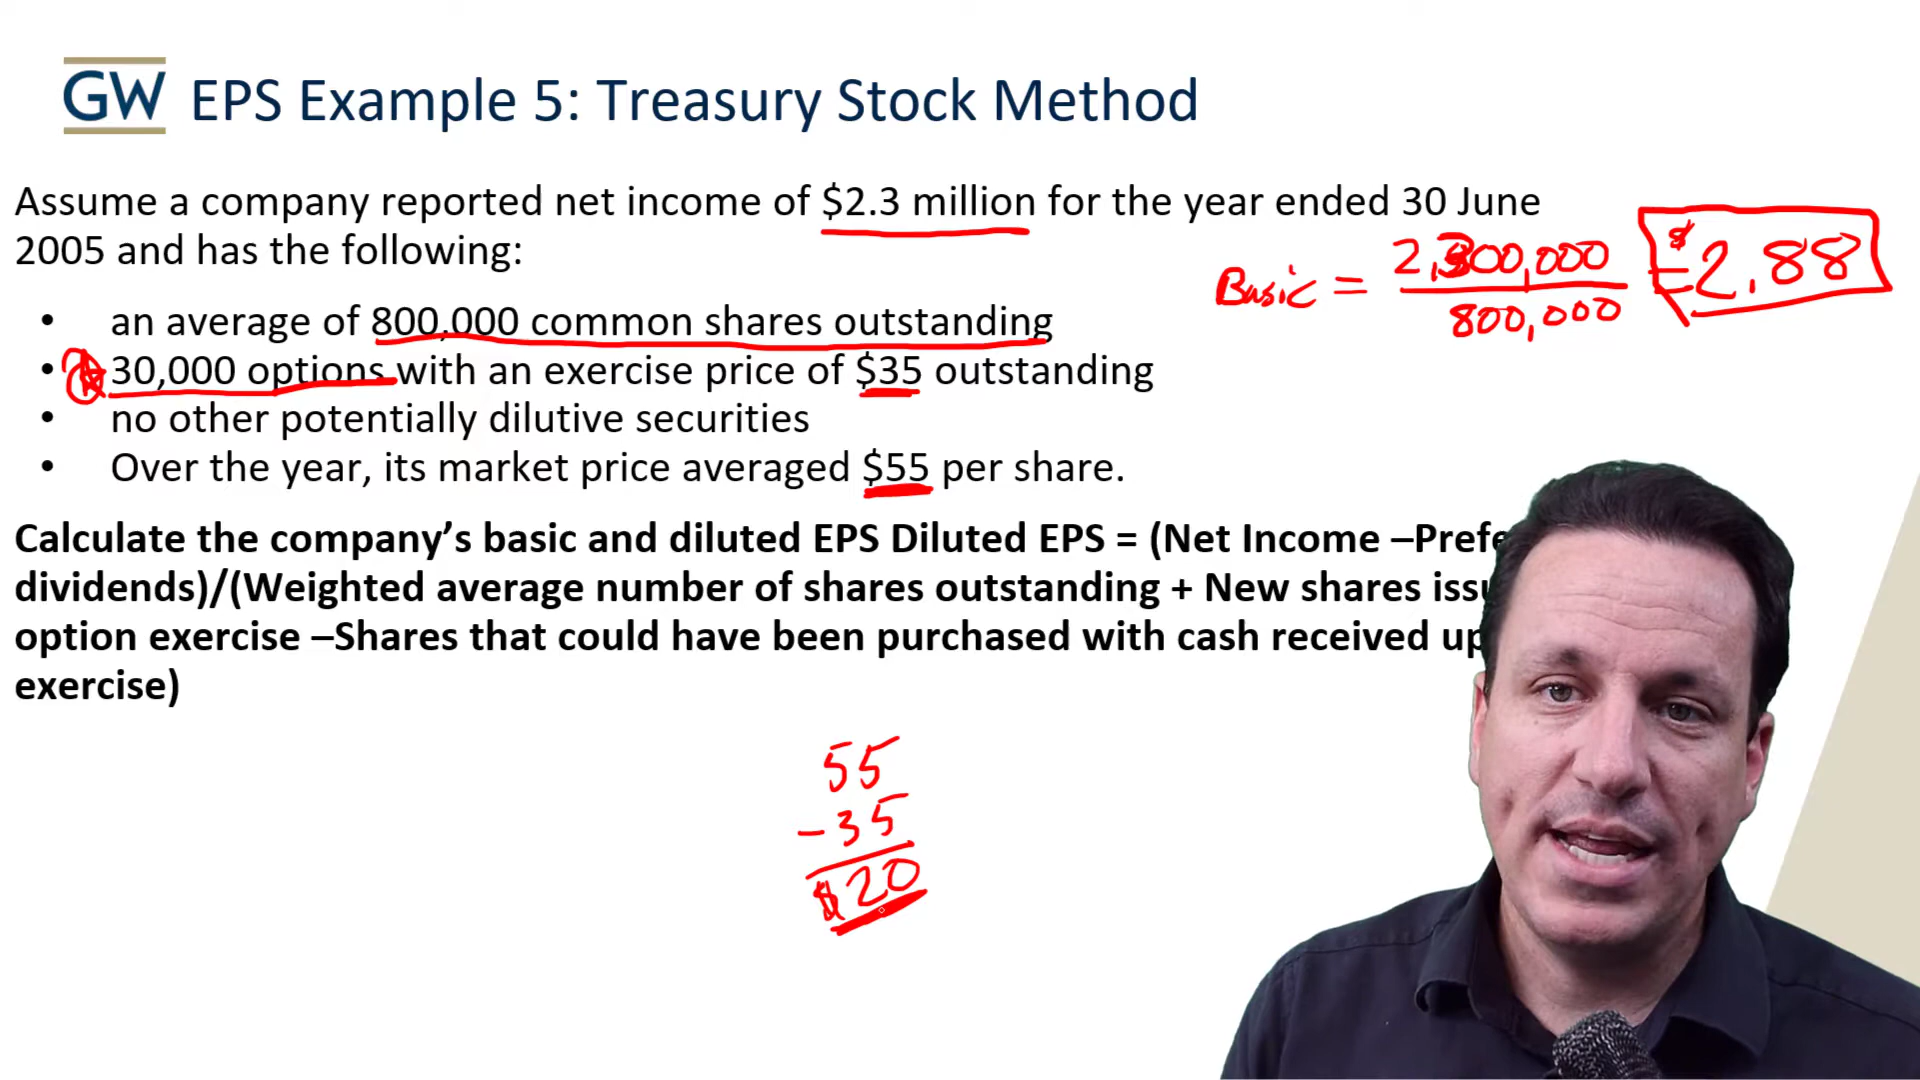 GW EPS Example 5: Treasury Stock Method
Assume a company reported net income of $2.3 million for the year ended 30 June
2005 and has the following:
Basic = 2,300,000 / 800,000 = $2.88
• an average of 800,000 common shares outstanding
• 30,000 options with an exercise price of $35 outstanding
• no other potentially dilutive securities
• Over the year, its market price averaged $55 per share.
Calculate the company’s basic and diluted EPS Diluted EPS = (Net Income –Prefe
dividends)/(Weighted average number of shares outstanding + New shares issu
option exercise –Shares that could have been purchased with cash received up
exercise)
55
- 35
$20